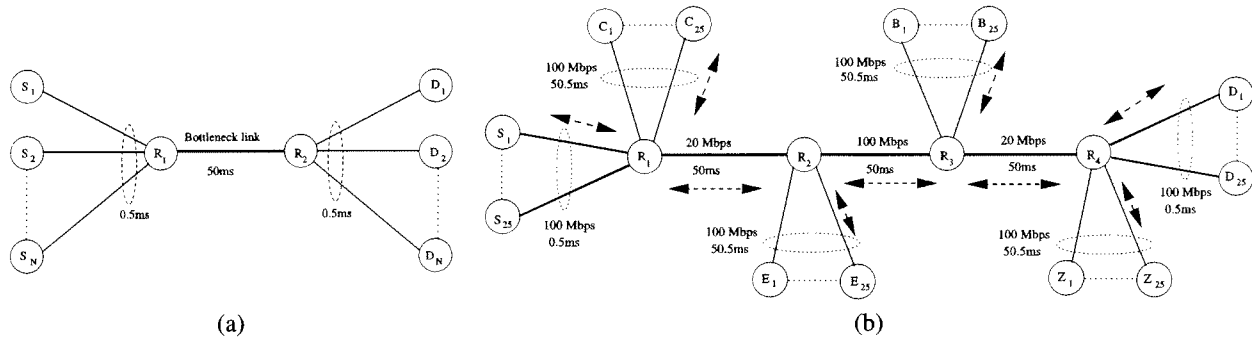 S1
S2
SN
R1
Bottleneck link
50ms
R2
0.5ms
0.5ms
D1
D2
DN
(a)
C1
C25
100 Mbps
50.5ms
S1
S25
100 Mbps
0.5ms
R1
20 Mbps
50ms
R2
100 Mbps
50.5ms
E1
E25
100 Mbps
50ms
B1
B25
100 Mbps
50.5ms
R3
20 Mbps
50ms
R4
100 Mbps
50.5ms
Z1
Z25
D1
D25
100 Mbps
0.5ms
(b)